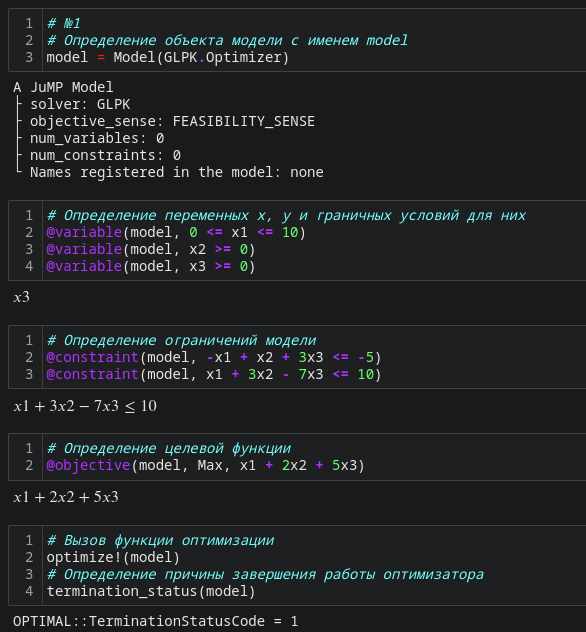 1 # №1
2 # Определение объекта модели с именем model
3 model = Model(GLPK.Optimizer)
A JuMP Model
├ solver: GLPK
├ objective_sense: FEASIBILITY_SENSE
├ num_variables: 0
├ num_constraints: 0
└ Names registered in the model: none
1 # Определение переменных x, y и граничных условий для них
2 @variable(model, 0 <= x1 <= 10)
3 @variable(model, x2 >= 0)
4 @variable(model, x3 >= 0)
x3
1 # Определение ограничений модели
2 @constraint(model, -x1 + x2 + 3x3 <= -5)
3 @constraint(model, x1 + 3x2 - 7x3 <= 10)
x1 + 3x2 − 7x3 ≤ 10
1 # Определение целевой функции
2 @objective(model, Max, x1 + 2x2 + 5x3)
x1 + 2x2 + 5x3
1 # Вызов функции оптимизации
2 optimize!(model)
3 # Определение причины завершения работы оптимизатора
4 termination_status(model)
OPTIMAL::TerminationStatusCode = 1